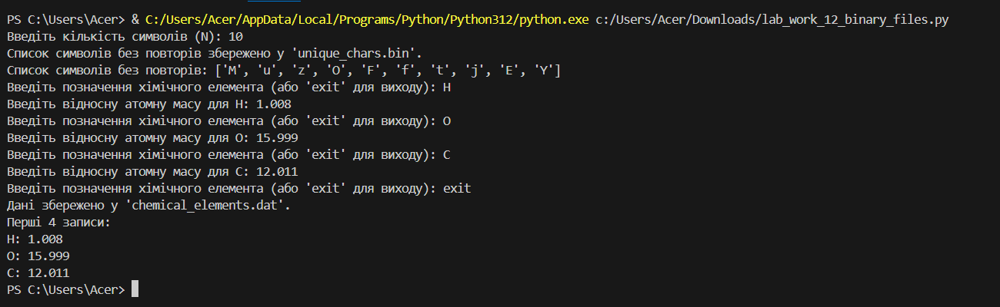 PS C:\Users\Acer> & C:/Users/Acer/AppData/Local/Programs/Python/Python312/python.exe c:/Users/Acer/Downloads/lab_work_12_binary_files.py
Введіть кількість символів (N): 10
Список символів без повторів збережено у 'unique_chars.bin'.
Список символів без повторів: ['M', 'u', 'z', 'O', 'F', 'f', 't', 'j', 'E', 'Y']
Введіть позначення хімічного елемента (або 'exit' для виходу): H
Введіть відносну атомну масу для H: 1.008
Введіть позначення хімічного елемента (або 'exit' для виходу): O
Введіть відносну атомну масу для O: 15.999
Введіть позначення хімічного елемента (або 'exit' для виходу): C
Введіть відносну атомну масу для C: 12.011
Введіть позначення хімічного елемента (або 'exit' для виходу): exit
Дані збережено у 'chemical_elements.dat'.
Перші 4 записи:
H: 1.008
O: 15.999
C: 12.011
PS C:\Users\Acer>